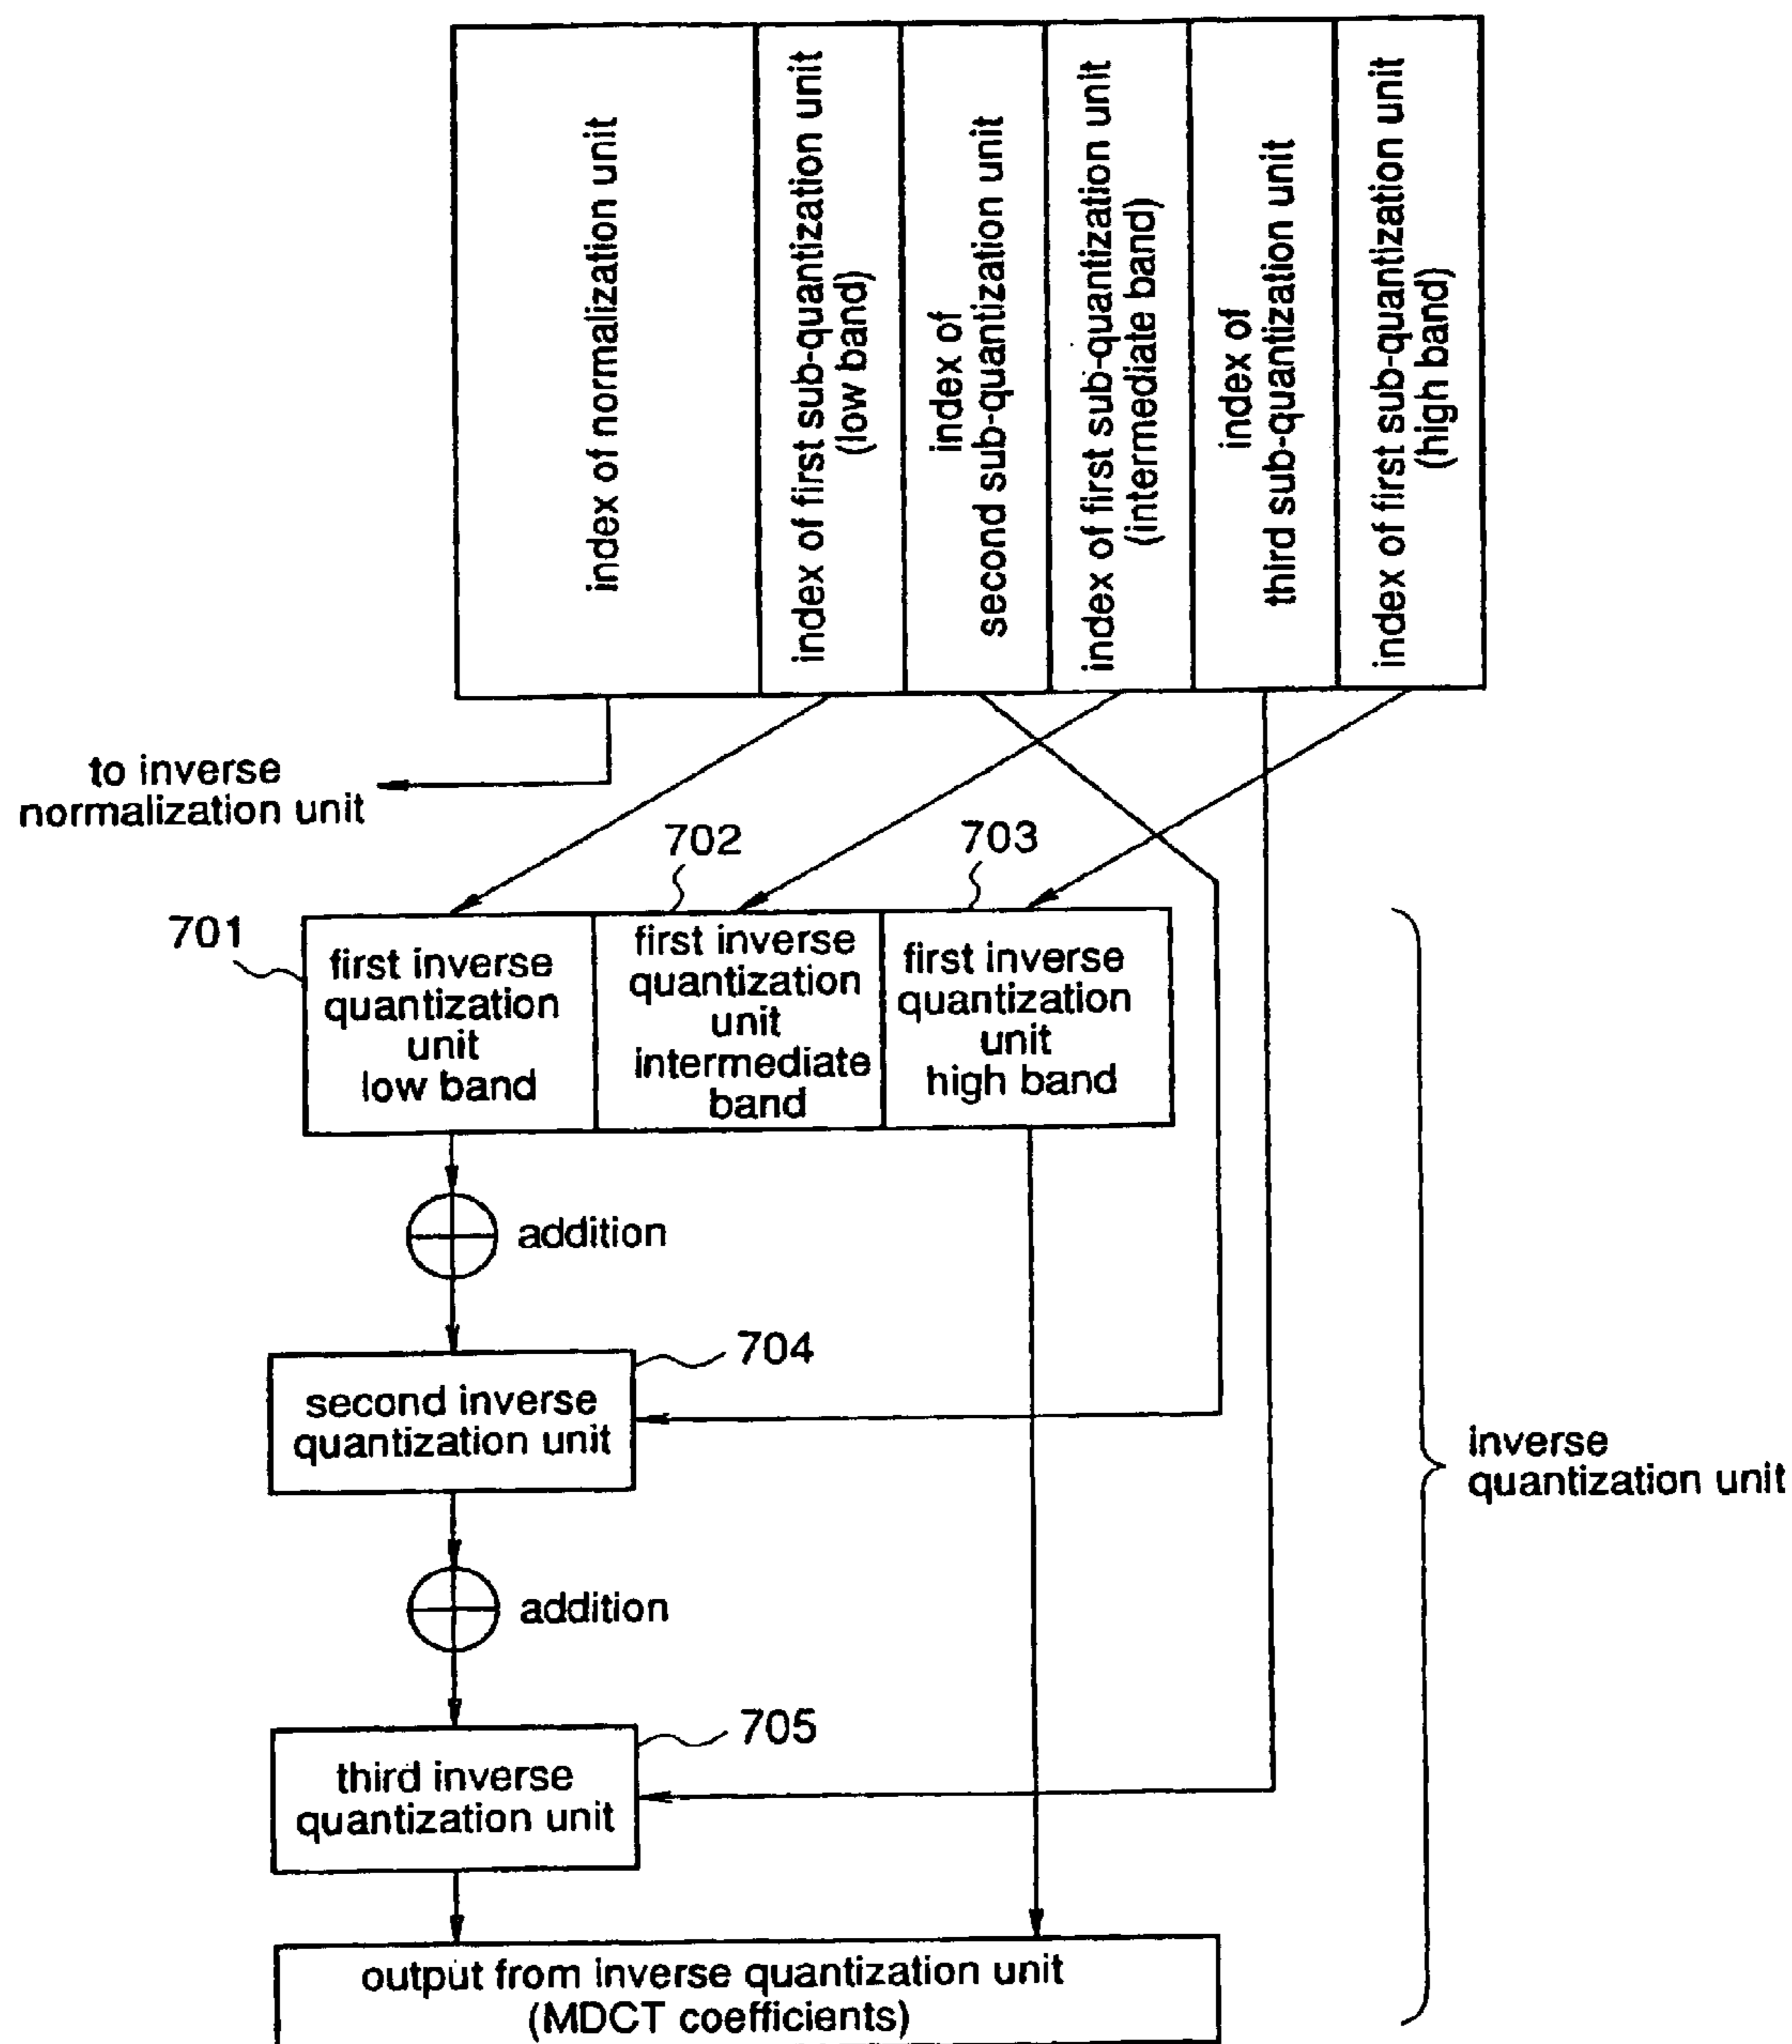 index of normalization unit
index of first sub-quantization unit
(low band)
index of
second sub-quantization unit
index of first sub-quantization unit
(intermediate band)
index of
third sub-quantization unit
index of first sub-quantization unit
(high band)
to inverse
normalization unit
702
703
701
first inverse
quantization
unit
low band
first inverse
quantization
unit
intermediate
band
first inverse
quantization
unit
high band
addition
704
second inverse
quantization unit
inverse
quantization unit
addition
705
third inverse
quantization unit
output from inverse quantization unit
(MDCT coefficients)